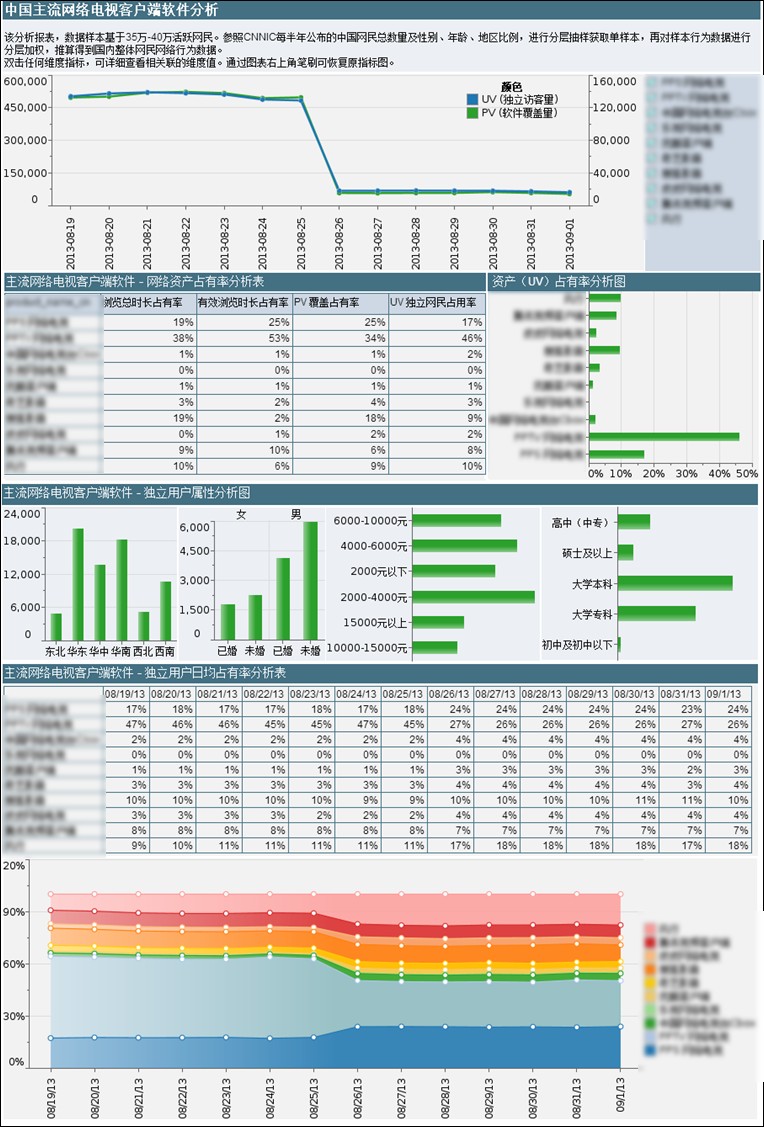 中国主流网络电视客户端软件分析
该分析报表，数据样本基于35万-40万活跃网民。参照CNNIC每半年公布的中国网民总数量及性别、年龄、地区比例，进行分层抽样获取单样本，再对样本行为数据进行
分层加权，推算得到国内整体网民网络行为数据。
双击任何维度指标，可详细查看相关联的维度值。通过图表右上角笔刷可恢复原指标图。
600,000
450,000
300,000
150,000
0
颜色
UV（独立访客量）
PV（软件覆盖量）
160,000
120,000
80,000
40,000
0
2013-08-19
2013-08-20
2013-08-21
2013-08-22
2013-08-23
2013-08-24
2013-08-25
2013-08-26
2013-08-27
2013-08-28
2013-08-29
2013-08-30
2013-08-31
2013-09-01
主流网络电视客户端软件 - 网络资产占有率分析表
浏览总时长占有率 有效浏览时长占有率 PV 覆盖占有率 UV 独立网民占用率
19% 25% 25% 17%
38% 53% 34% 46%
1% 1% 1% 2%
0% 0% 0% 0%
1% 1% 1% 1%
3% 2% 4% 3%
19% 2% 18% 9%
0% 1% 2% 2%
9% 10% 6% 8%
10% 6% 9% 10%
资产（UV）占有率分析图
0% 10% 20% 30% 40% 50%
主流网络电视客户端软件 - 独立用户属性分析图
24,000
18,000
12,000
6,000
0
东北 华东 华中 华南 西北 西南
女 男
6,000
4,500
3,000
1,500
0
已婚 未婚 已婚 未婚
6000-10000元
4000-6000元
2000元以下
2000-4000元
15000元以上
10000-15000元
高中（中专）
硕士及以上
大学本科
大学专科
初中及初中以下
主流网络电视客户端软件 - 独立用户日均占有率分析表
08/19/13 08/20/13 08/21/13 08/22/13 08/23/13 08/24/13 08/25/13 08/26/13 08/27/13 08/28/13 08/29/13 08/30/13 08/31/13 09/1/13
17% 18% 17% 17% 18% 17% 18% 24% 24% 24% 24% 24% 23% 24%
47% 46% 46% 45% 45% 47% 45% 27% 26% 26% 26% 26% 27% 26%
2% 2% 2% 2% 2% 2% 2% 4% 4% 4% 4% 4% 4% 4%
0% 0% 0% 0% 0% 0% 0% 0% 0% 0% 0% 0% 0% 0%
1% 1% 1% 1% 1% 1% 1% 3% 3% 3% 3% 3% 2% 3%
3% 3% 3% 3% 3% 3% 3% 4% 4% 4% 4% 4% 3% 4%
10% 10% 10% 10% 10% 9% 9% 10% 10% 10% 10% 11% 11% 10%
3% 3% 3% 3% 2% 2% 2% 4% 4% 4% 4% 4% 4% 4%
8% 8% 8% 8% 8% 8% 8% 7% 7% 7% 7% 7% 7% 7%
9% 10% 11% 11% 11% 11% 11% 17% 18% 18% 18% 18% 17% 18%
20%
90%
60%
30%
0%
08/19/13
08/20/13
08/21/13
08/22/13
08/23/13
08/24/13
08/25/13
08/26/13
08/27/13
08/28/13
08/29/13
08/30/13
08/31/13
09/1/13